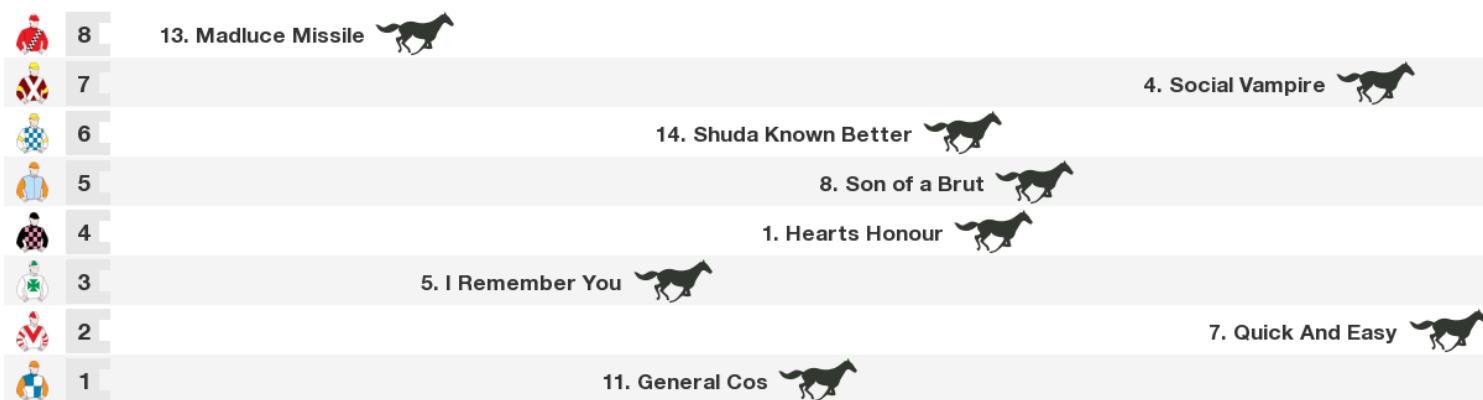 8 13. Madluce Missile
7 4. Social Vampire
6 14. Shuda Known Better
5 8. Son of a Brut
4 1. Hearts Honour
3 5. I Remember You
2 7. Quick And Easy
1 11. General Cos